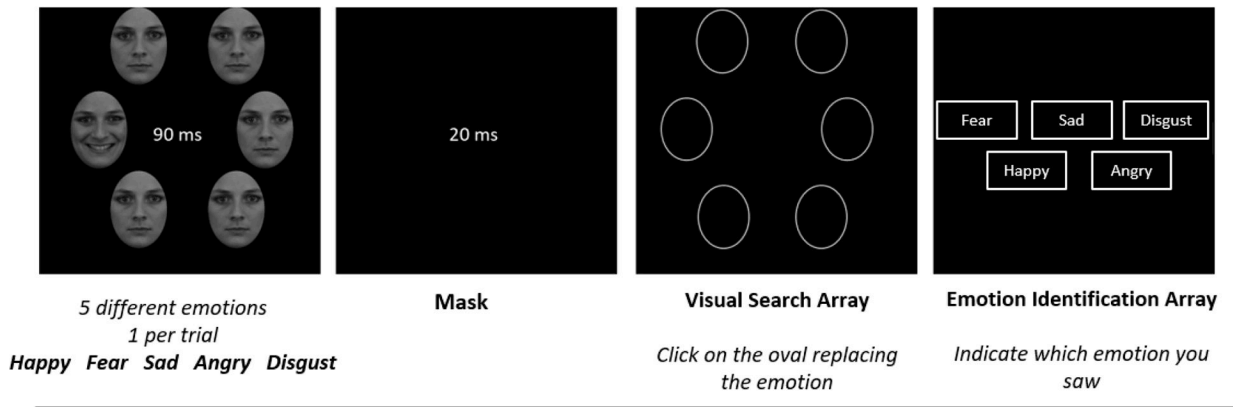 90 ms
20 ms
Fear Sad Disgust
Happy Angry
5 different emotions
1 per trial
Happy Fear Sad Angry Disgust
Mask
Visual Search Array
Click on the oval replacing
the emotion
Emotion Identification Array
Indicate which emotion you
saw